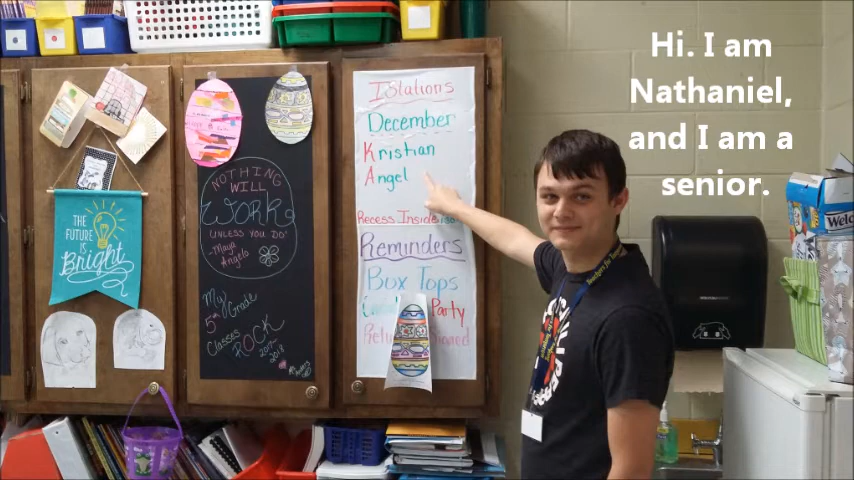 Hi. I am
Nathaniel,
and I am a
senior.
THE
FUTURE
IS
Bright
NOTHING
WILL
WORK
UNLESS YOU DO
-Maya
Angelo
My
5th Grade
Classes
ROCK
2017-
2018
December
Kristian
Angel
Recess Inside
Reminders
Box Tops
Party